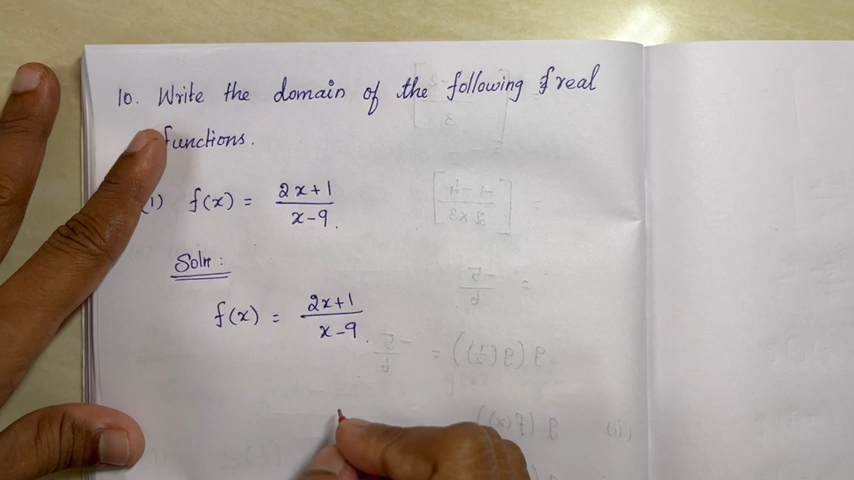 10. Write the domain of the following real
functions.
(i) f(x) = 2x+1 / x-9.
Soln:
f(x) = 2x+1 / x-9.